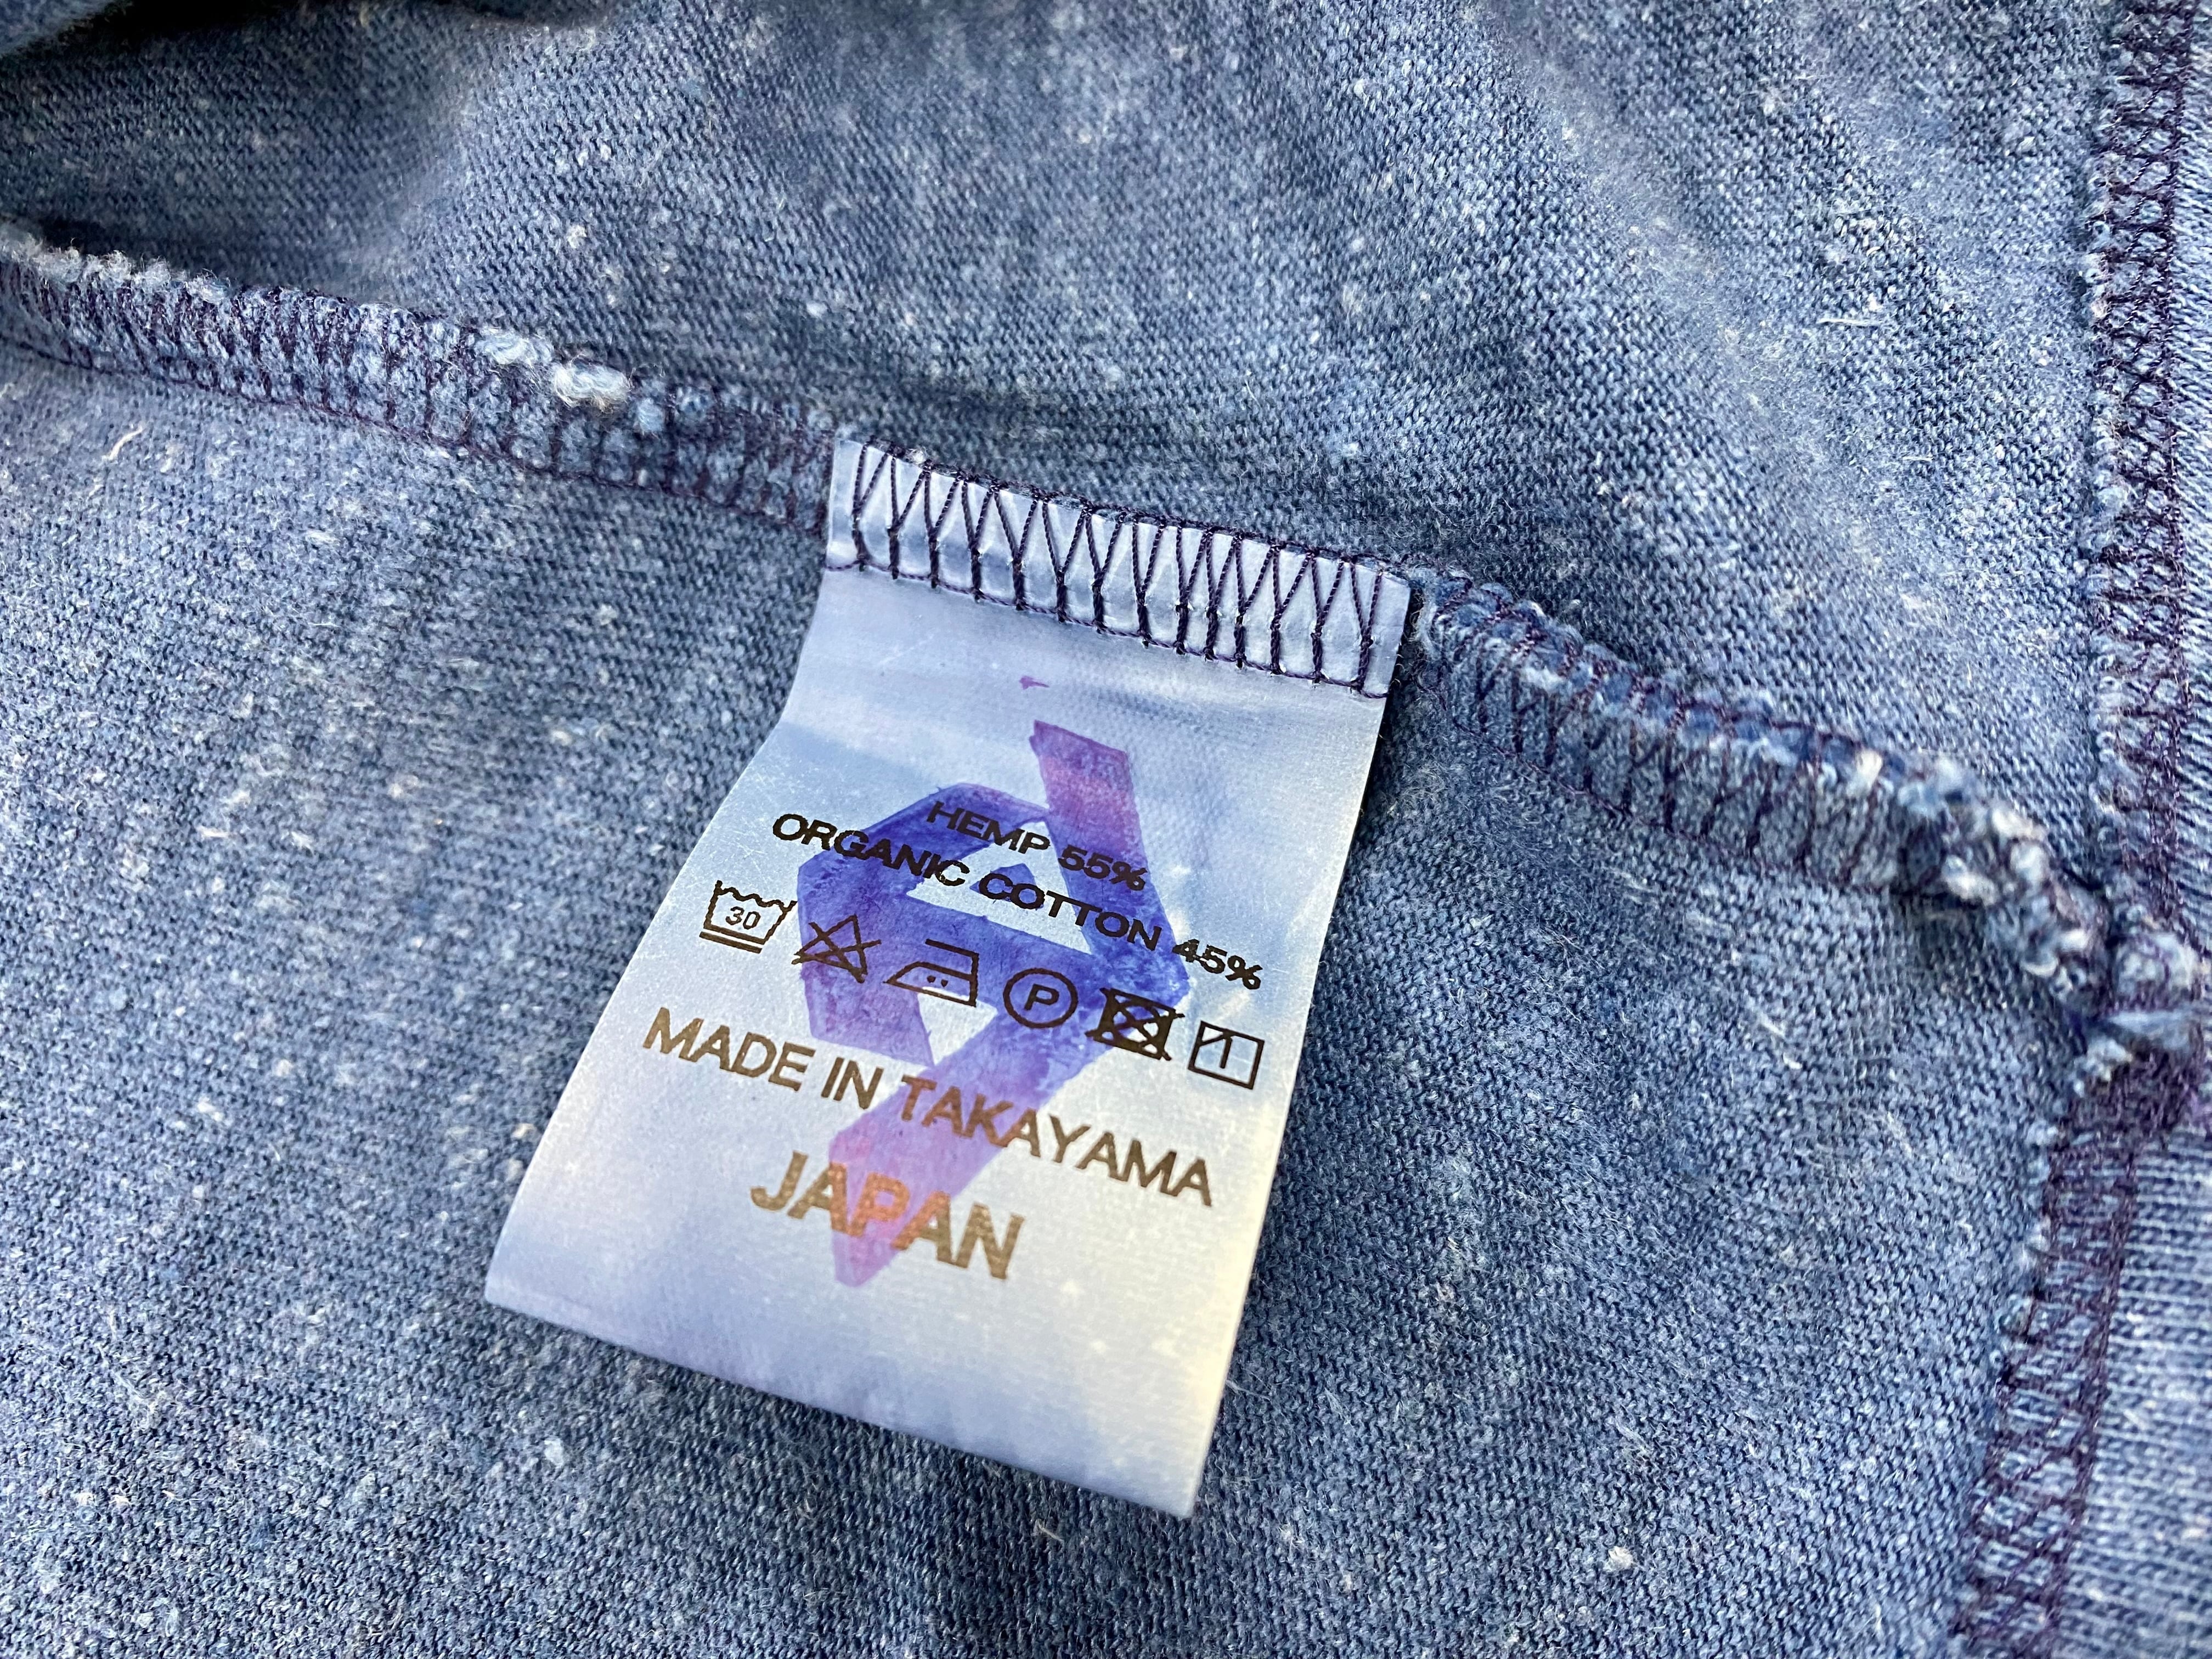 HEMP 55%
ORGANIC COTTON 45%
30 P
MADE IN TAKAYAMA
JAPAN